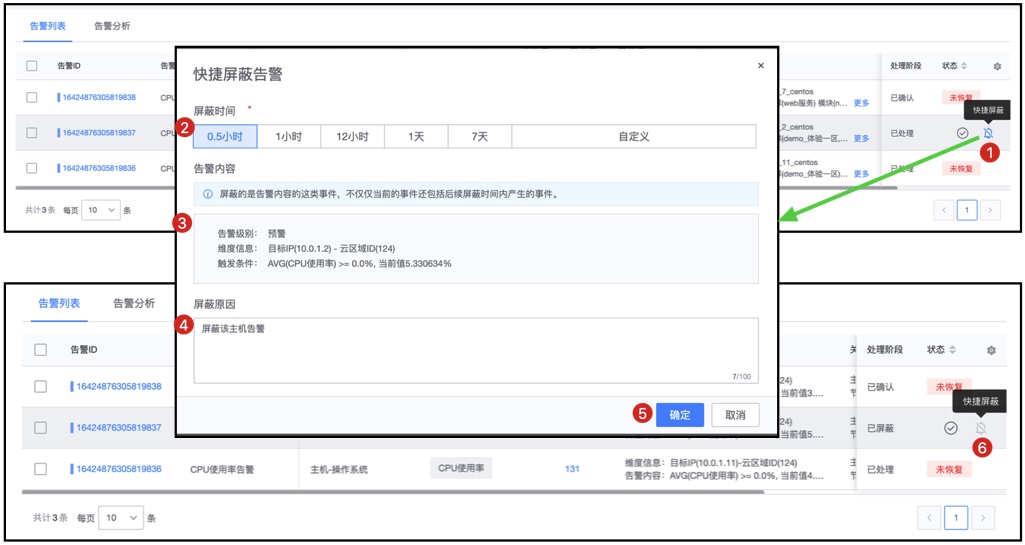 告警列表 告警分析
告警ID 告警 处理阶段 状态
16424876305819838 CPU _7_centos
(web服务) 模块(n... 更多 已确认 未恢复
快捷屏蔽
16424876305819837 CPU _2_centos
(demo_体验一区,... 更多 已处理
1
16424876305819836 CPU _11_centos
(demo_体验一区)... 更多 已处理 未恢复
共计3条 每页 10 条 1
快捷屏蔽告警
屏蔽时间 *
2 0.5小时 1小时 12小时 1天 7天 自定义
告警内容
屏蔽的是告警内容的这类事件，不仅仅当前的事件还包括后续屏蔽时间内产生的事件。
3
告警级别： 预警
维度信息： 目标IP(10.0.1.2) - 云区域ID(124)
触发条件： AVG(CPU使用率) >= 0.0%, 当前值5.330634%
屏蔽原因
4 屏蔽该主机告警
7/100
5 确定 取消
告警列表 告警分析
告警ID 关 处理阶段 状态
16424876305819838 24) 主
当前值3.... 节 已确认 未恢复
快捷屏蔽
16424876305819837 24) 主
当前值5.... 节 已屏蔽
6
16424876305819836 CPU使用率告警 主机-操作系统 CPU使用率 131 维度信息：目标IP(10.0.1.11)-云区域ID(124) 主
告警内容：AVG(CPU使用率) >= 0.0%, 当前值4.... 节 已处理 未恢复
共计3条 每页 10 条 1